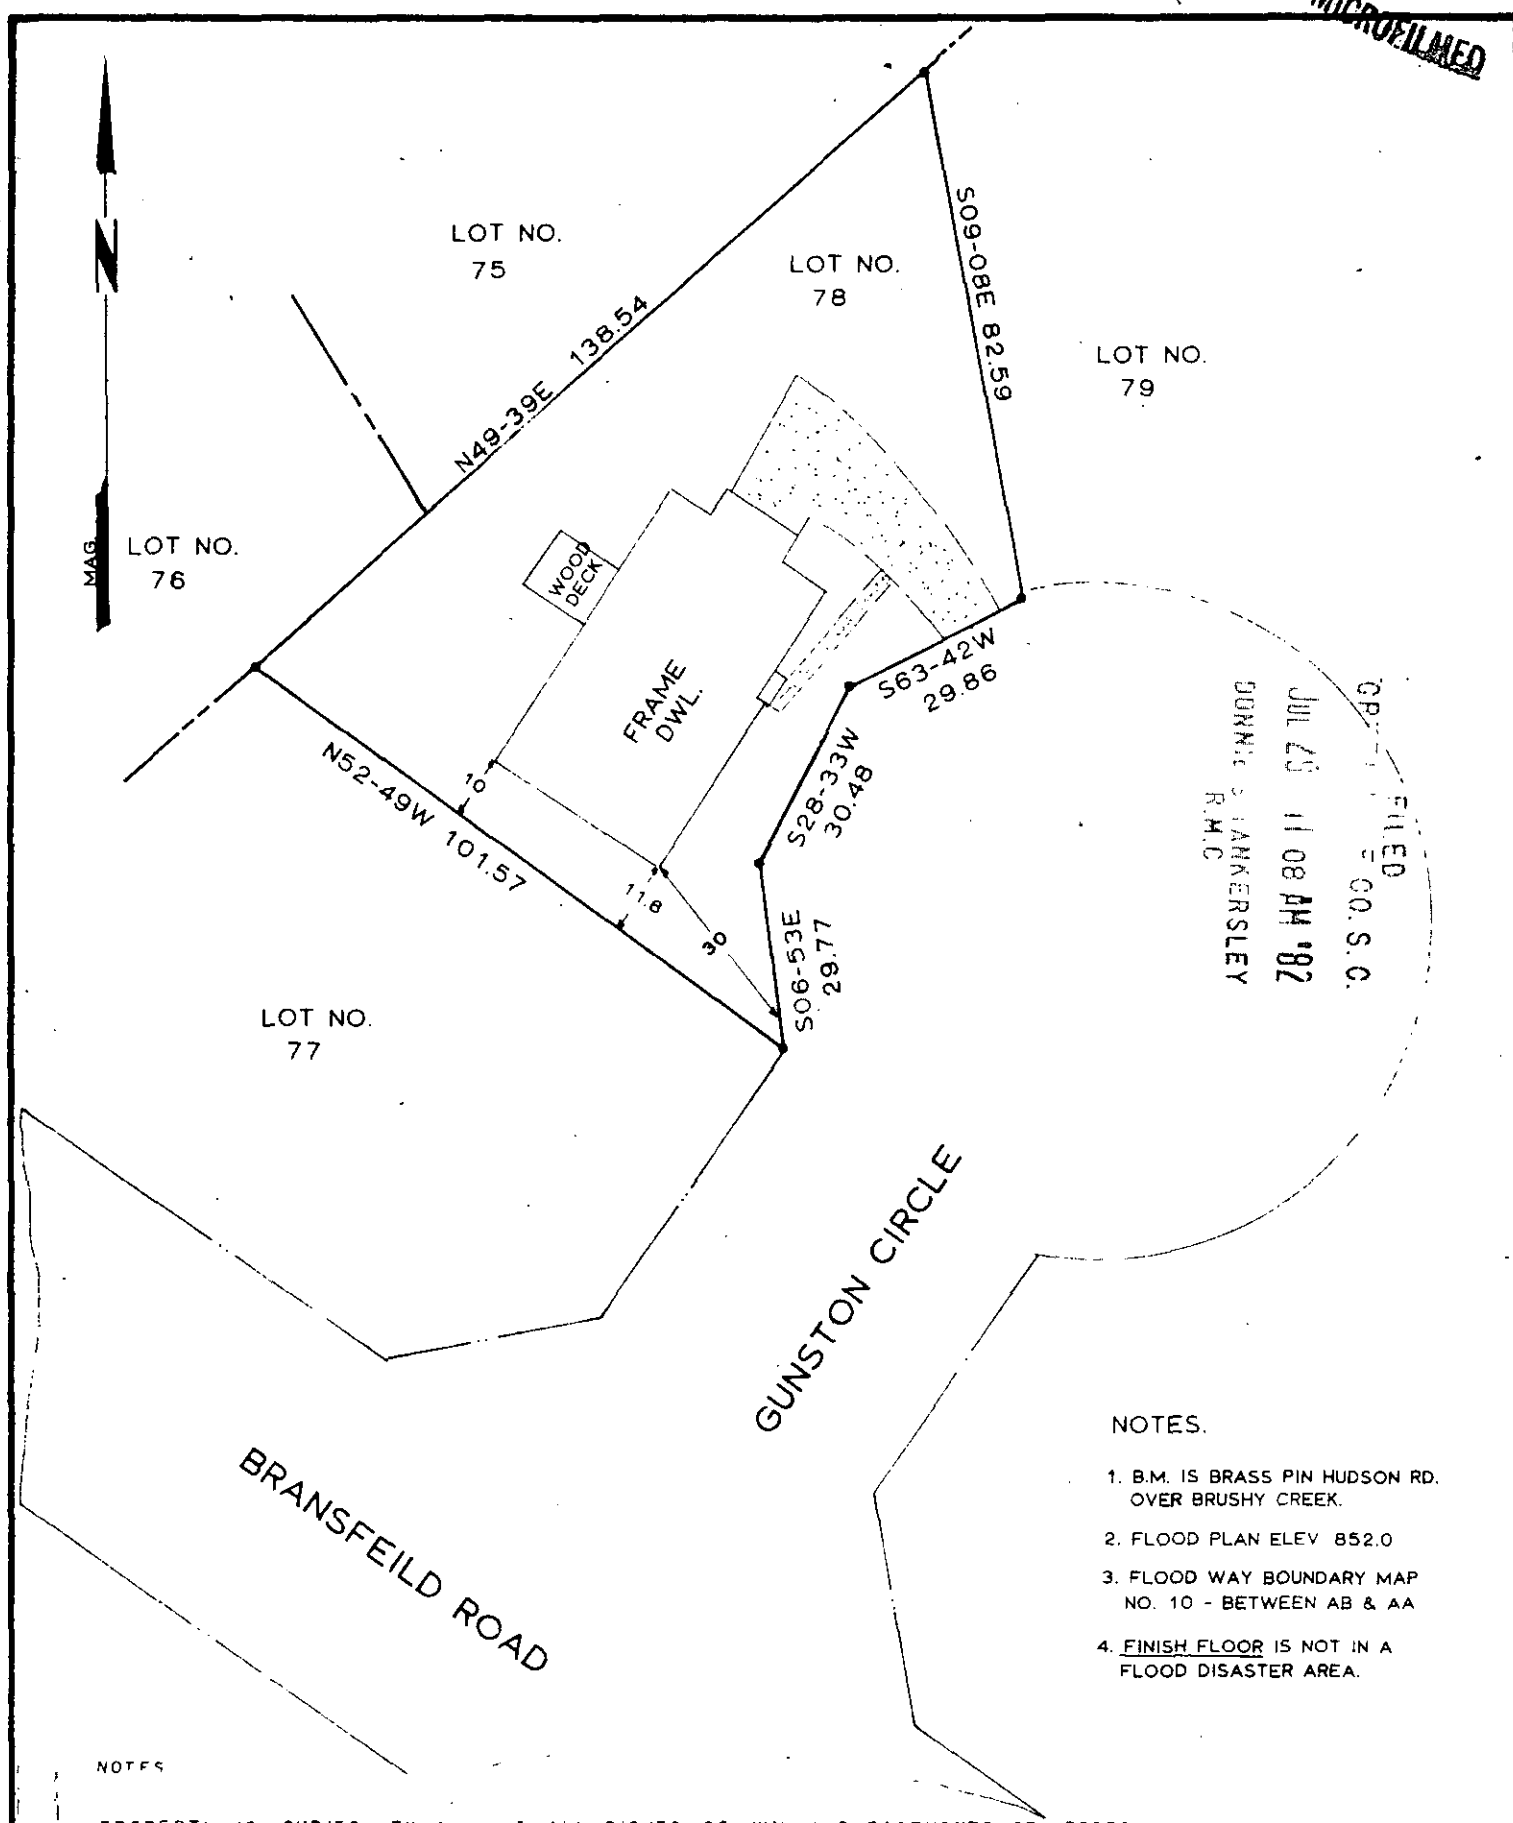 MICROFILMED
N
MAG.
LOT NO.
75
LOT NO.
78
S09-08E 82.59
LOT NO.
79
N49-39E 138.54
LOT NO.
76
WOOD
DECK
FRAME
DWL.
S63-42W
29.86
N52-49W 101.57
10
S28-33W
30.48
11.8
30
S06-53E
29.77
FILED
CO. S. C.
JUL 11 08 AM '82
R.M.C
LOT NO.
77
GUNSTON CIRCLE
BRANSFEILD ROAD
NOTES.
1. B.M. IS BRASS PIN HUDSON RD.
OVER BRUSHY CREEK.
2. FLOOD PLAN ELEV 852.0
3. FLOOD WAY BOUNDARY MAP
NO. 10 - BETWEEN AB & AA
4. FINISH FLOOR IS NOT IN A
FLOOD DISASTER AREA.
NOTES